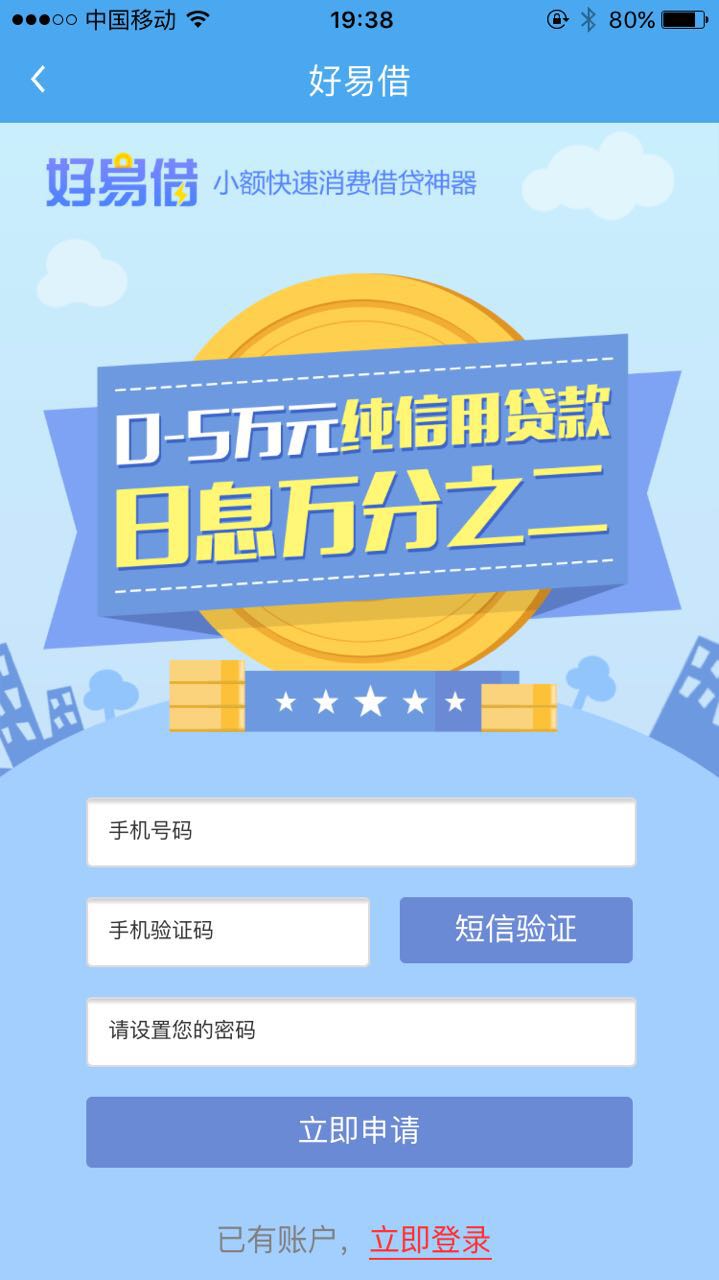 中国移动 19:38 80%
好易借
好易借 小额快速消费借贷神器
0-5万元纯信用贷款
日息万分之二
手机号码
手机验证码 短信验证
请设置您的密码
立即申请
已有账户，立即登录